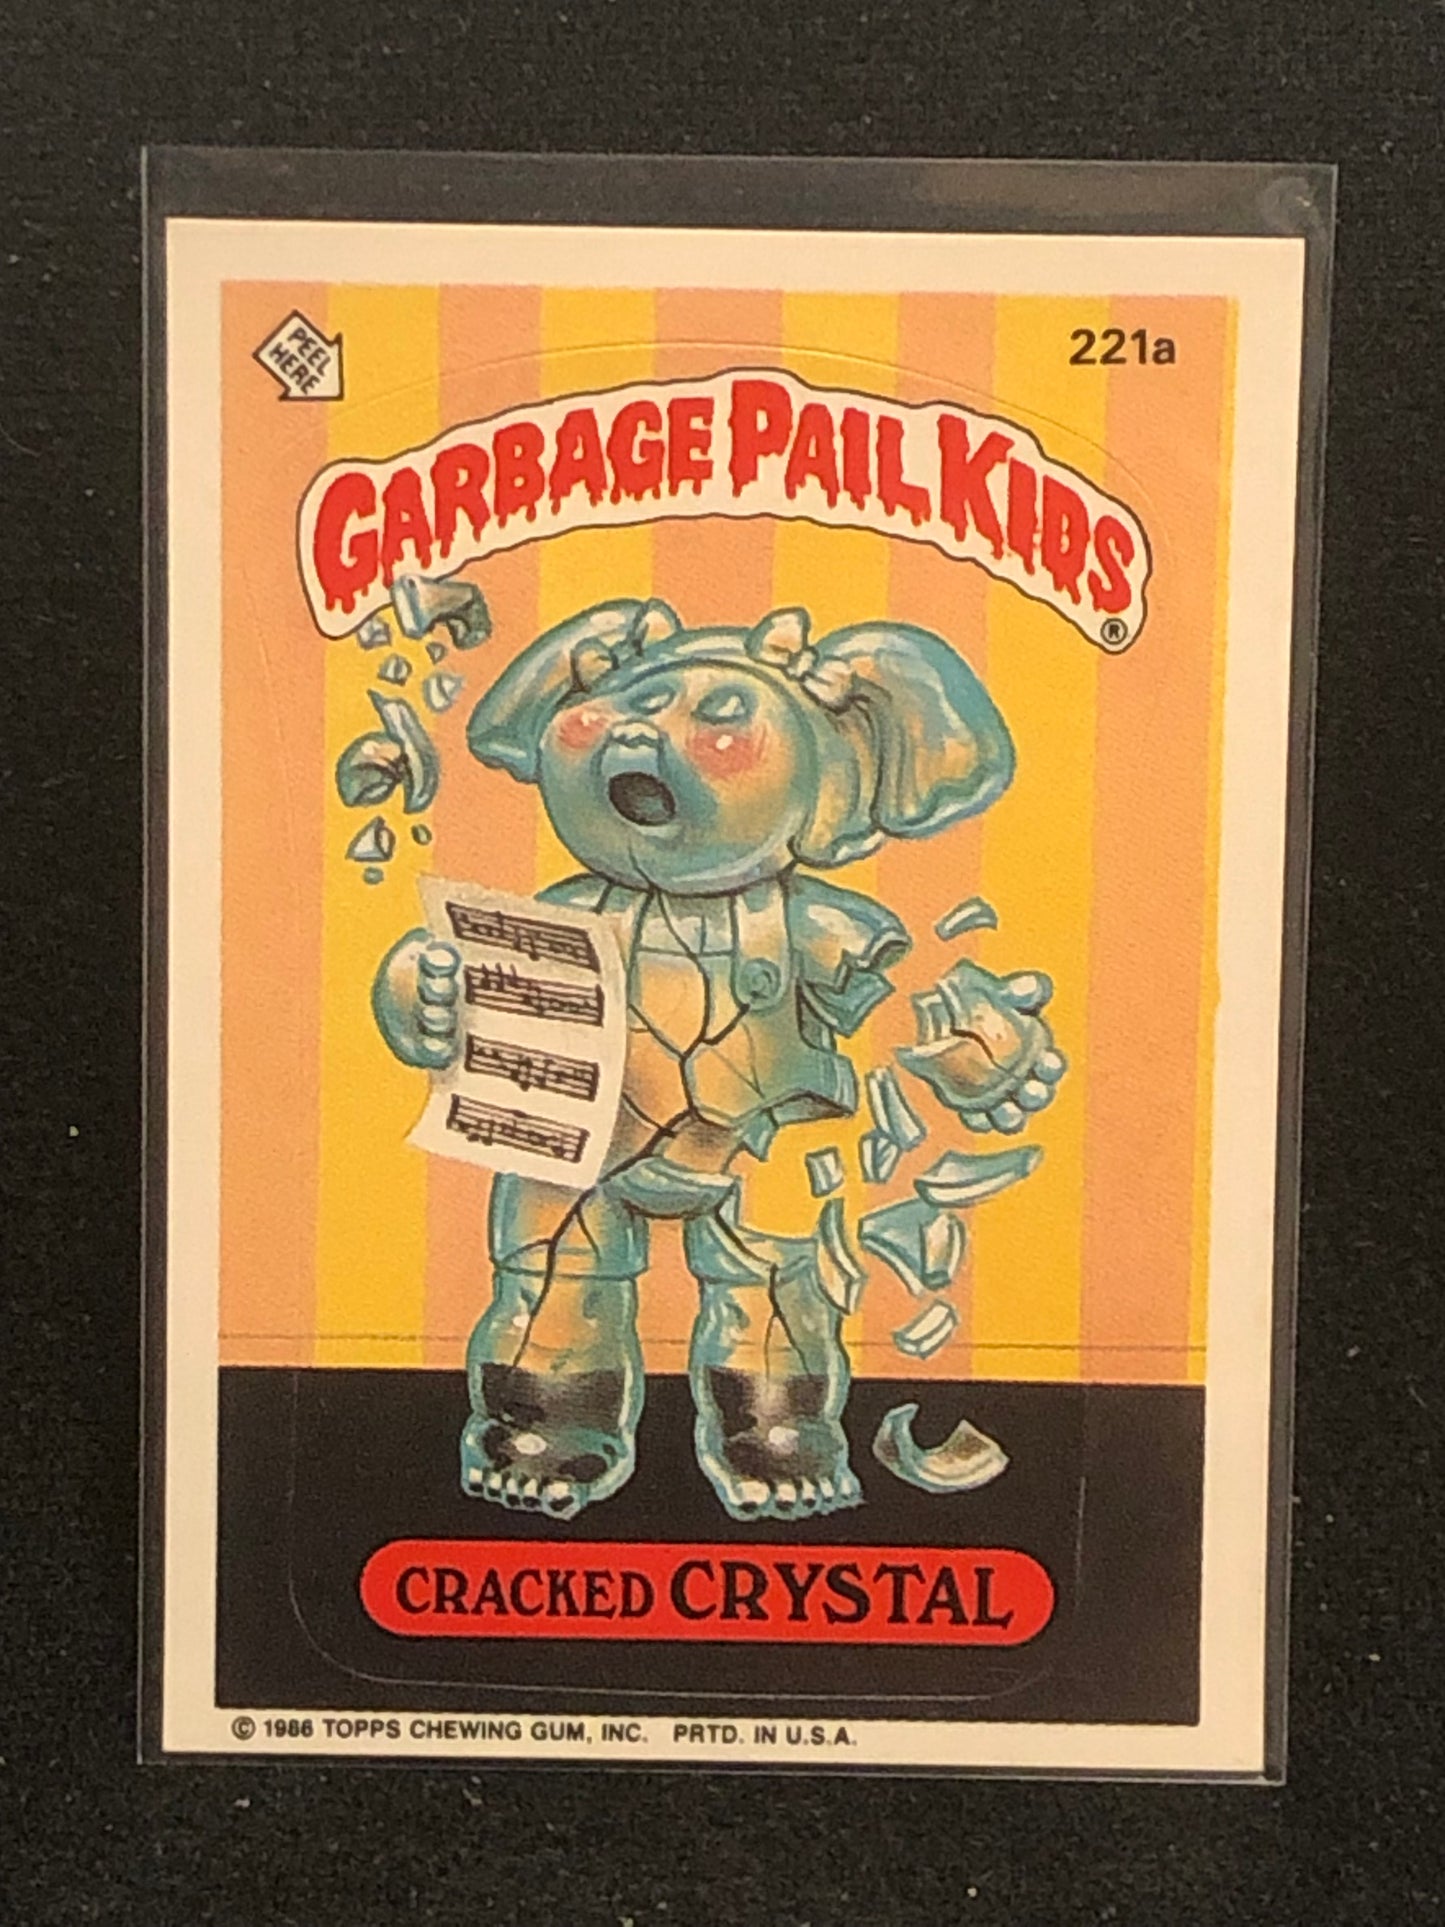 PEEL
HERE
221a
GARBAGE PAIL KIDS
®
CRACKED CRYSTAL
© 1986 TOPPS CHEWING GUM, INC. PRTD. IN U.S.A.